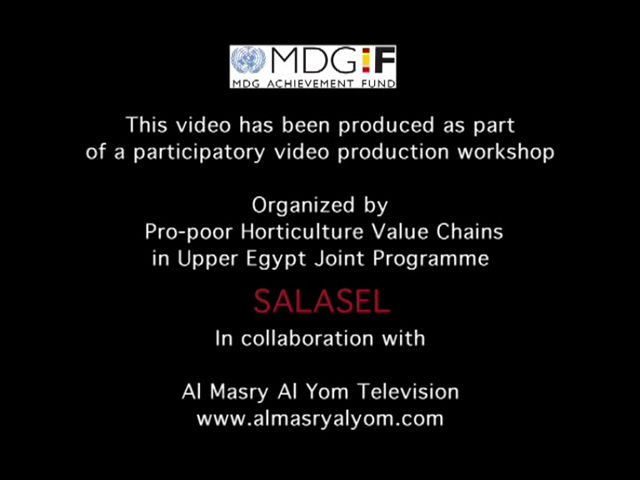 MDG:F
MDG ACHIEVEMENT FUND
This video has been produced as part
of a participatory video production workshop
Organized by
Pro-poor Horticulture Value Chains
in Upper Egypt Joint Programme
SALASEL
In collaboration with
Al Masry Al Yom Television
www.almasryalyom.com